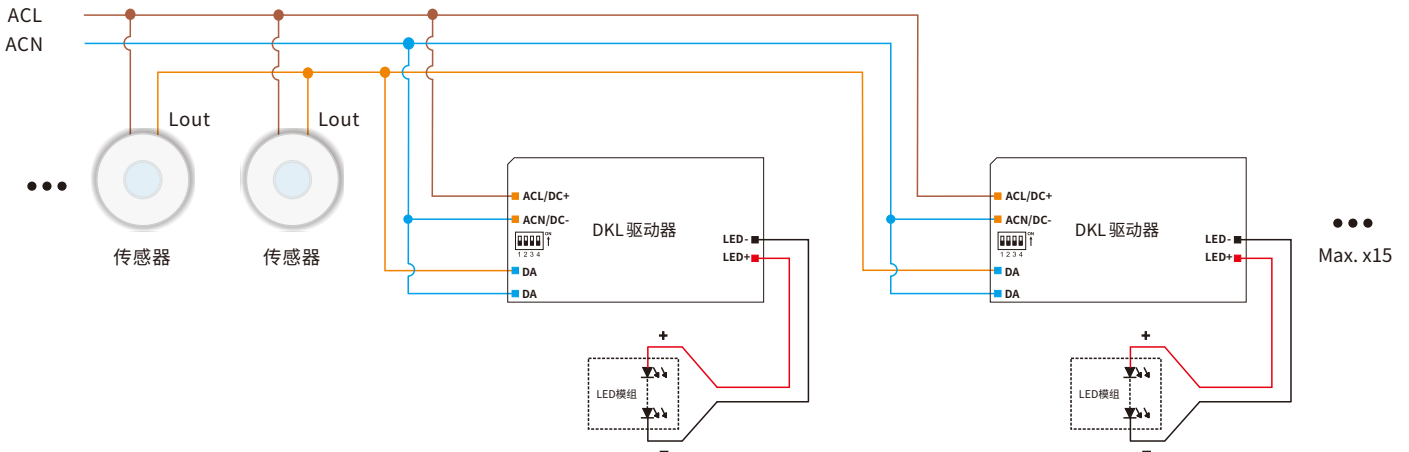 ACL
ACN
Lout
Lout
传感器
传感器
ACL/DC+
ACN/DC-
ON
1 2 3 4
DA
DA
DKL 驱动器
LED-
LED+
+
LED模组
-
ACL/DC+
ACN/DC-
ON
1 2 3 4
DA
DA
DKL 驱动器
LED-
LED+
+
LED模组
-
Max. x15